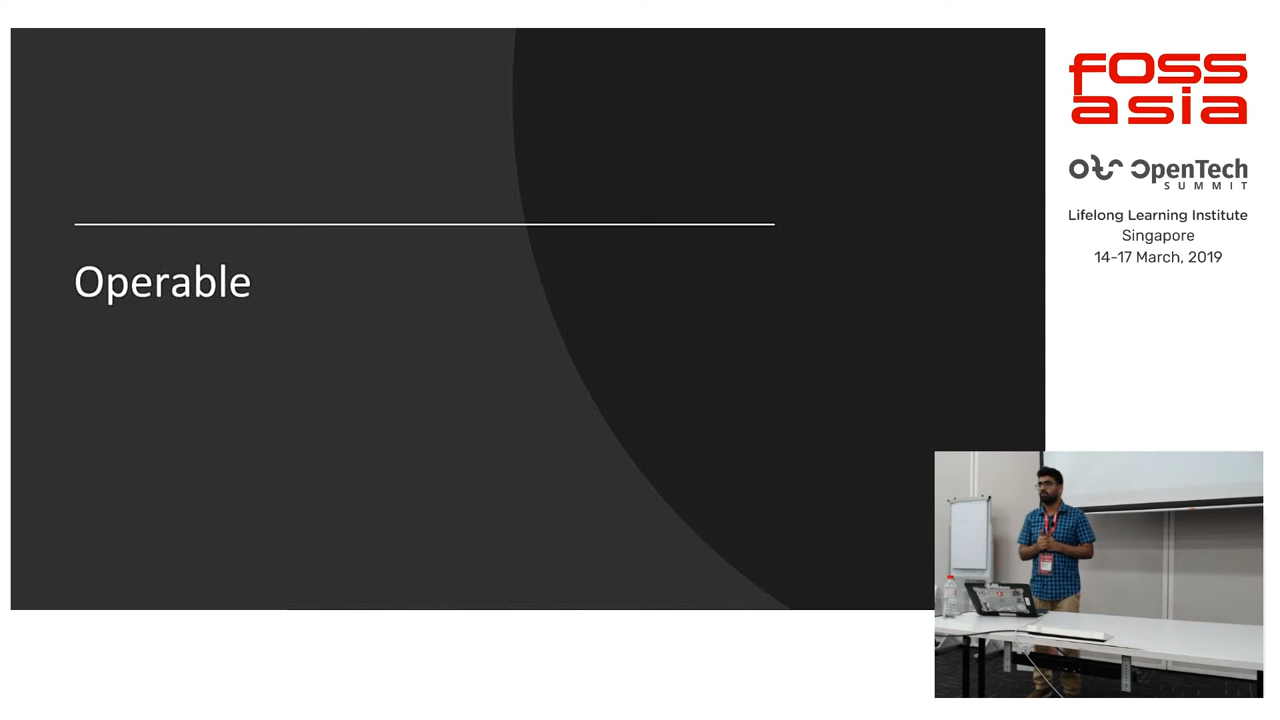 Operable
foss
asia
OpenTech
SUMMIT
Lifelong Learning Institute
Singapore
14-17 March, 2019